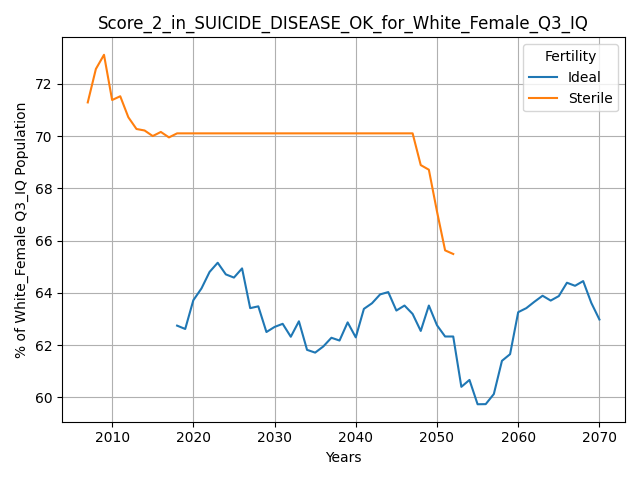 Score_2_in_SUICIDE_DISEASE_OK_for_White_Female_Q3_IQ
Fertility
Ideal
Sterile
% of White_Female Q3_IQ Population
72
70
68
66
64
62
60
2010
2020
2030
2040
2050
2060
2070
Years